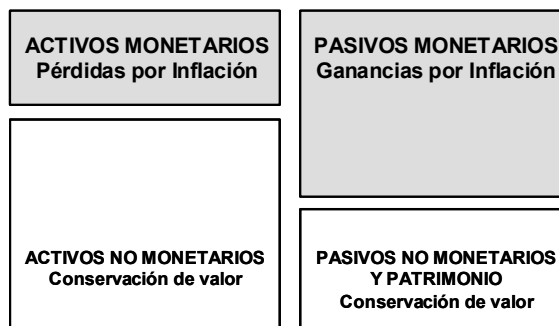 ACTIVOS MONETARIOS
Pérdidas por Inflación
PASIVOS MONETARIOS
Ganancias por Inflación
ACTIVOS NO MONETARIOS
Conservación de valor
PASIVOS NO MONETARIOS
Y PATRIMONIO
Conservación de valor